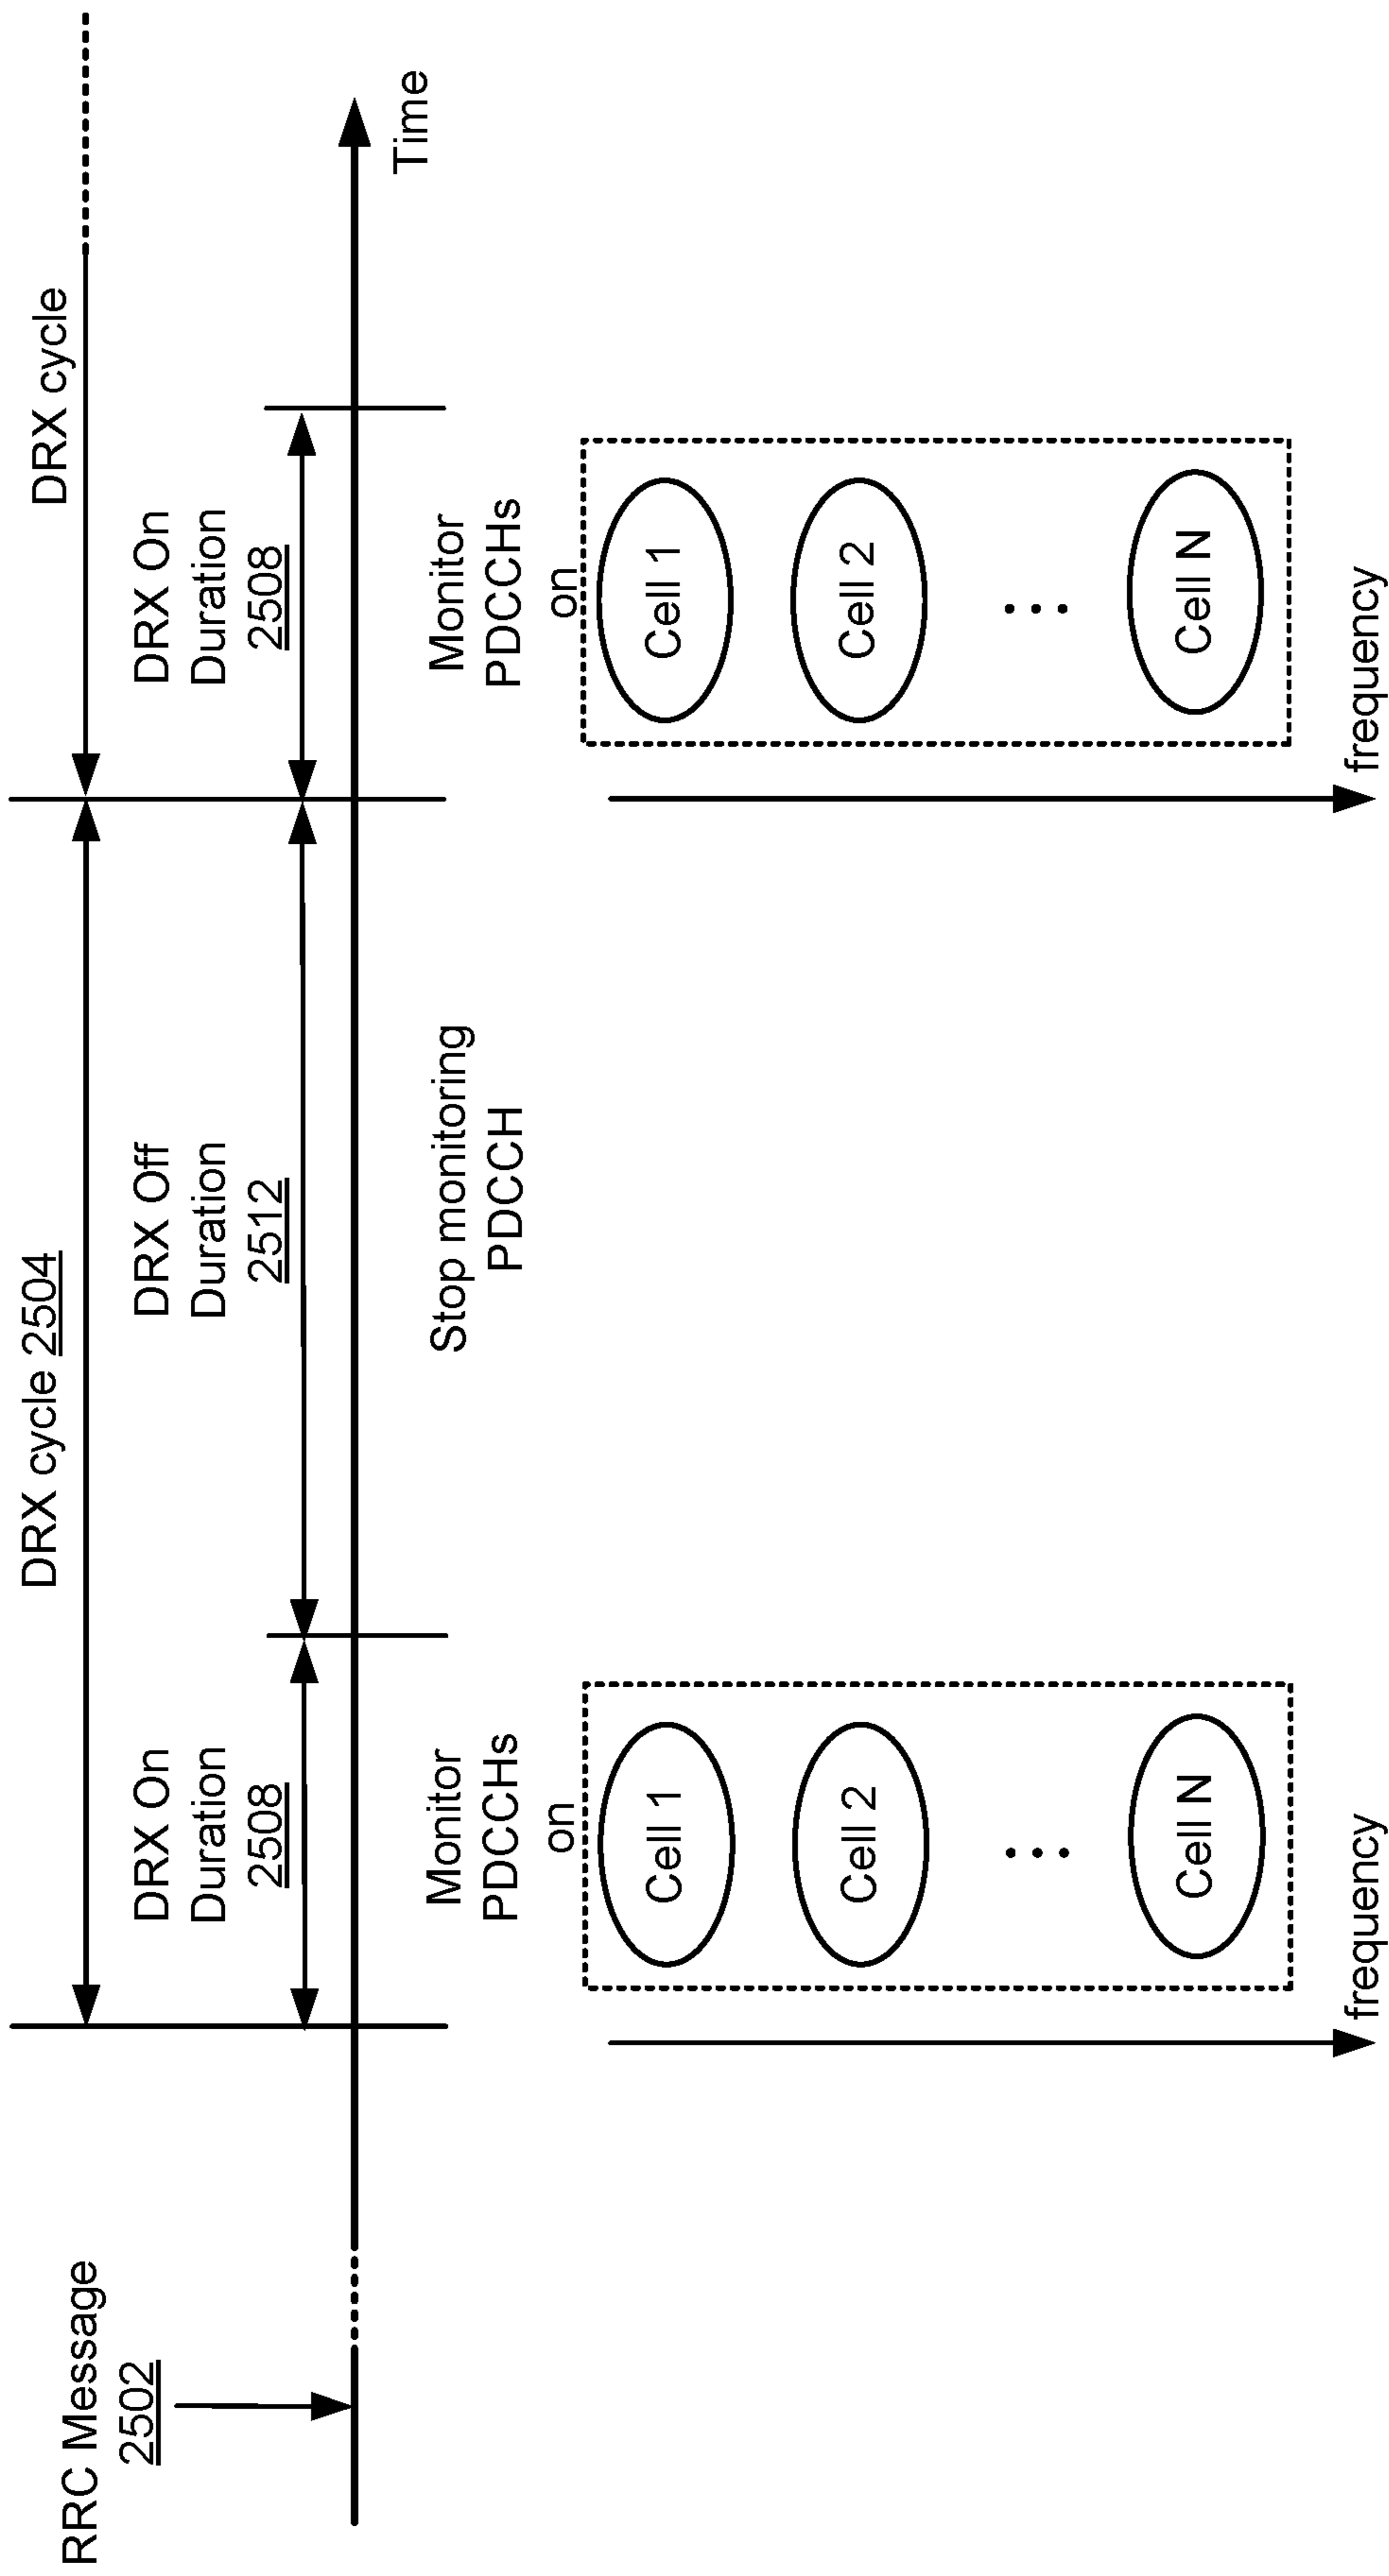 RRC Message
2502
DRX cycle 2504
DRX cycle
DRX On
Duration
2508
DRX Off
Duration
2512
DRX On
Duration
2508
Time
Monitor
PDCCHs
on
Cell 1
Cell 2
...
Cell N
frequency
Stop monitoring
PDCCH
Monitor
PDCCHs
on
Cell 1
Cell 2
...
Cell N
frequency